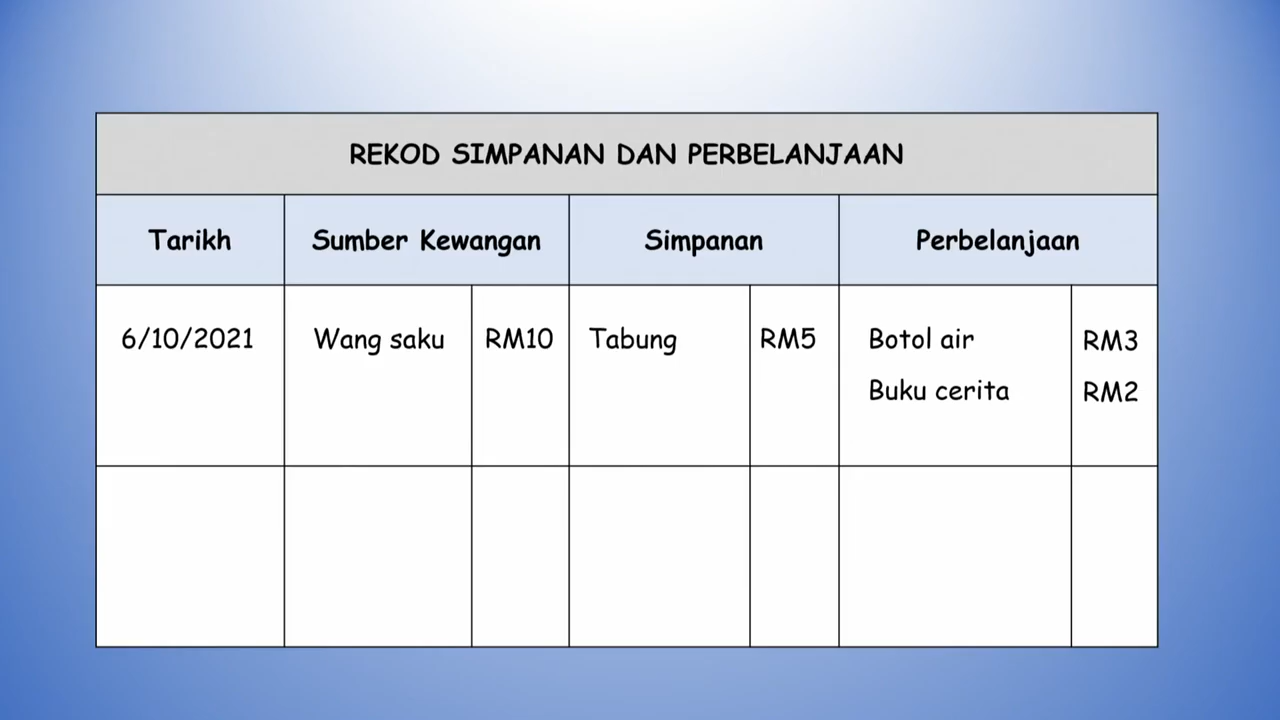 REKOD SIMPANAN DAN PERBELANJAAN
Tarikh Sumber Kewangan Simpanan Perbelanjaan
6/10/2021 Wang saku RM10 Tabung RM5 Botol air RM3
Buku cerita RM2